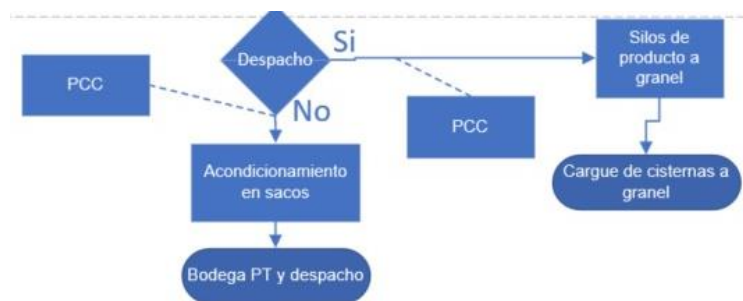 Despacho
Si
Silos de
producto a
granel
PCC
No
PCC
Acondicionamiento
en sacos
Cargue de cisternas a
granel
Bodega PT y despacho